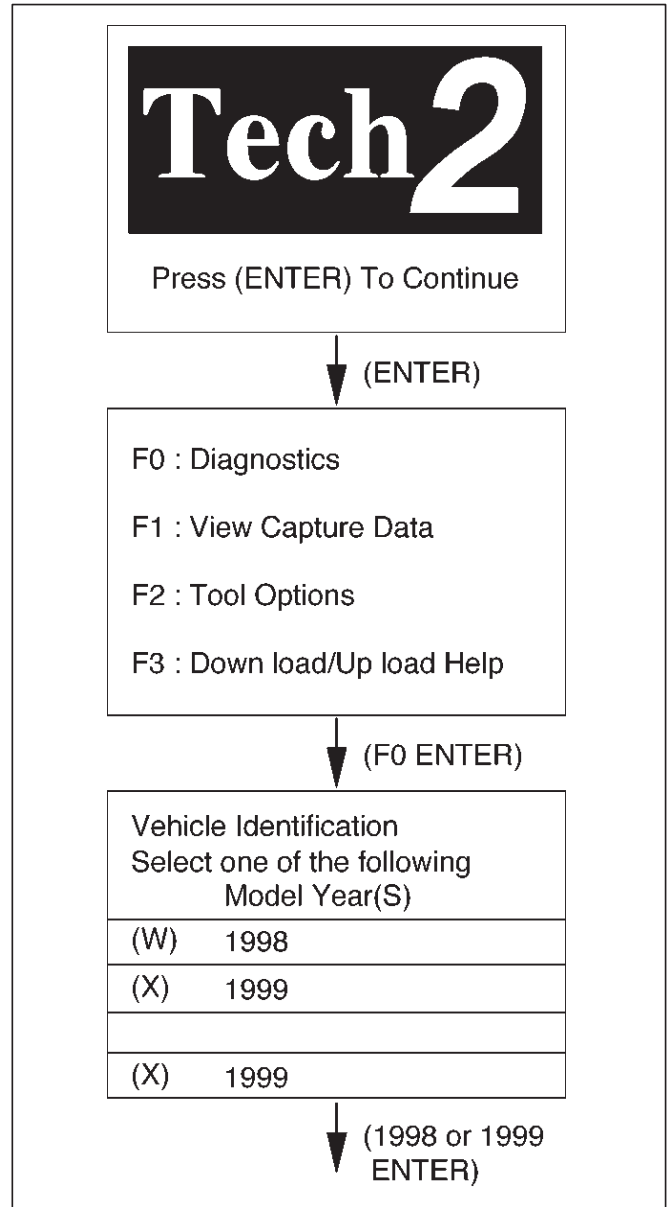 Tech 2
Press (ENTER) To Continue
(ENTER)
F0 : Diagnostics
F1 : View Capture Data
F2 : Tool Options
F3 : Down load/Up load Help
(F0 ENTER)
Vehicle Identification
Select one of the following
Model Year(S)
(W) 1998
(X) 1999
(X) 1999
(1998 or 1999
ENTER)